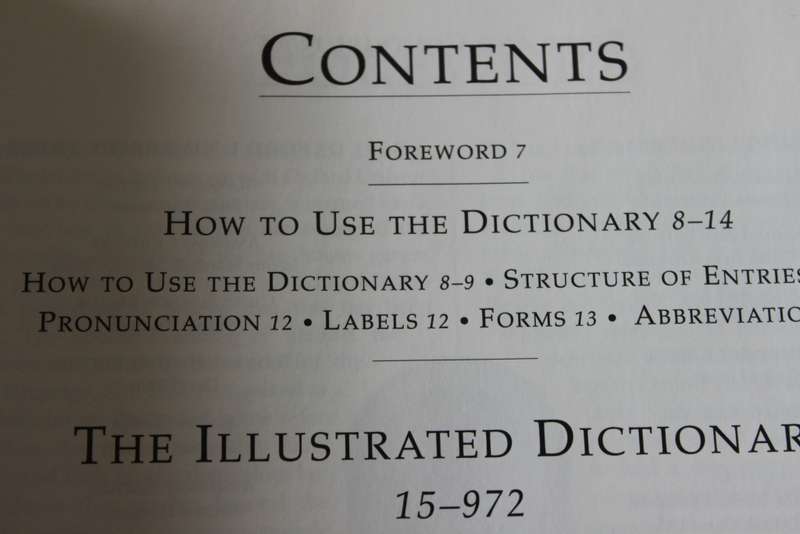 CONTENTS
FOREWORD 7
HOW TO USE THE DICTIONARY 8–14
HOW TO USE THE DICTIONARY 8–9 • STRUCTURE OF ENTRIES
PRONUNCIATION 12 • LABELS 12 • FORMS 13 •
THE ILLUSTRATED
15–972